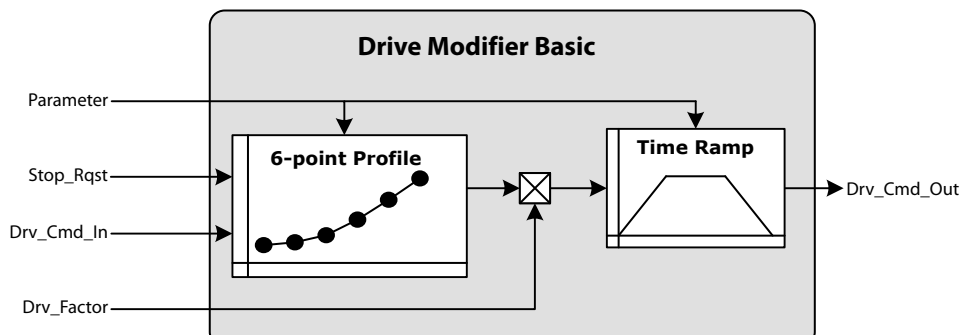 Drive Modifier Basic
Parameter
6-point Profile
Time Ramp
Stop_Rqst
Drv_Cmd_Out
Drv_Cmd_In
Drv_Factor